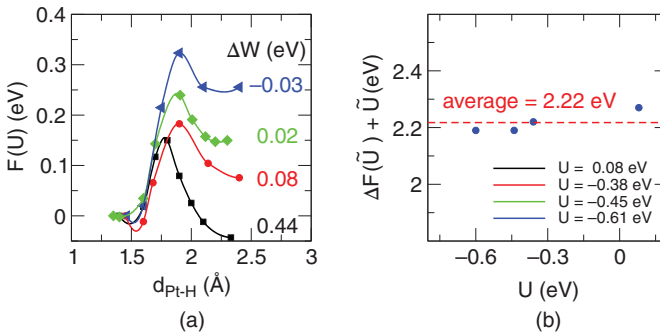 0.4
0.3
0.2
0.1
0
F(U) (eV)
ΔW (eV)
−0.03
0.02
0.08
0.44
1
1.5
2
2.5
3
d_Pt-H (Å)
(a)
2.6
2.4
2.2
2
ΔF(Ũ) + Ũ (eV)
average = 2.22 eV
U = 0.08 eV
U = −0.38 eV
U = −0.45 eV
U = −0.61 eV
−0.6
−0.3
0
U (eV)
(b)